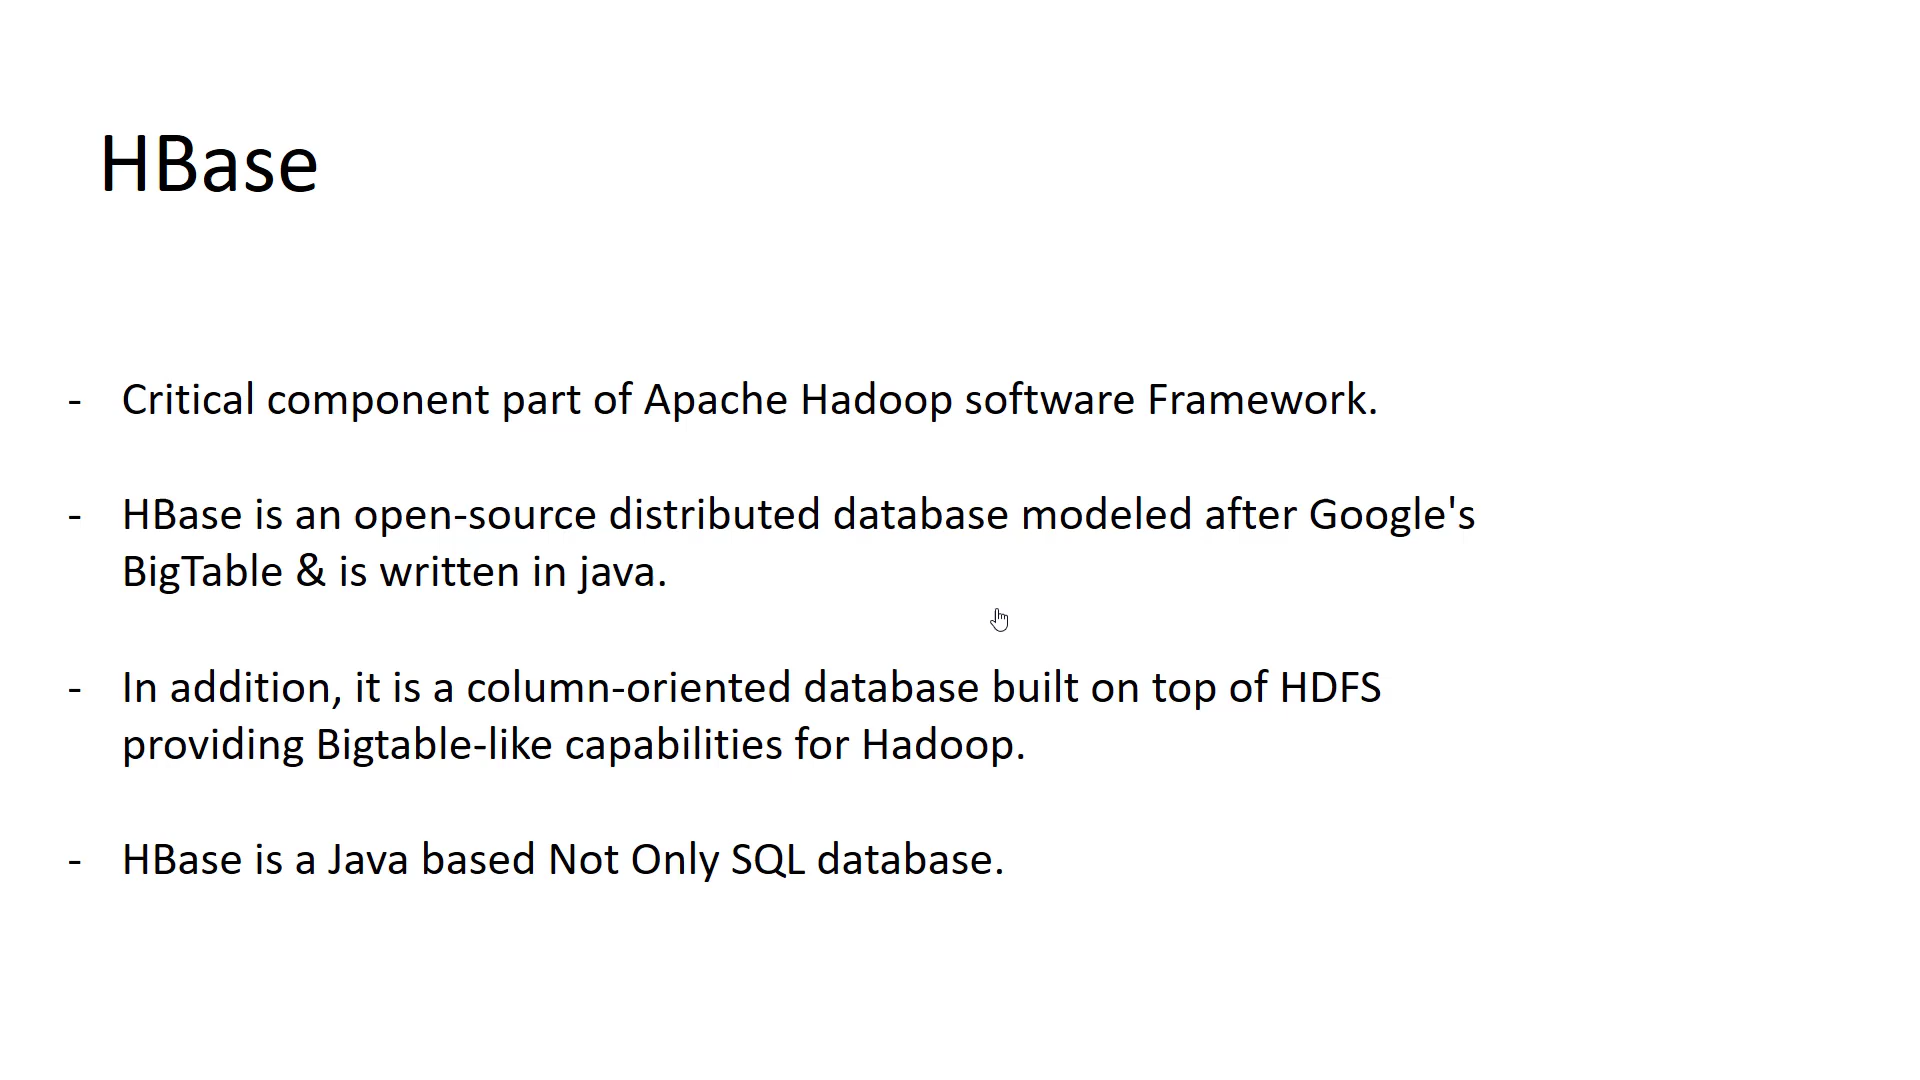 HBase
- Critical component part of Apache Hadoop software Framework.
- HBase is an open-source distributed database modeled after Google's
BigTable & is written in java.
- In addition, it is a column-oriented database built on top of HDFS
providing Bigtable-like capabilities for Hadoop.
- HBase is a Java based Not Only SQL database.